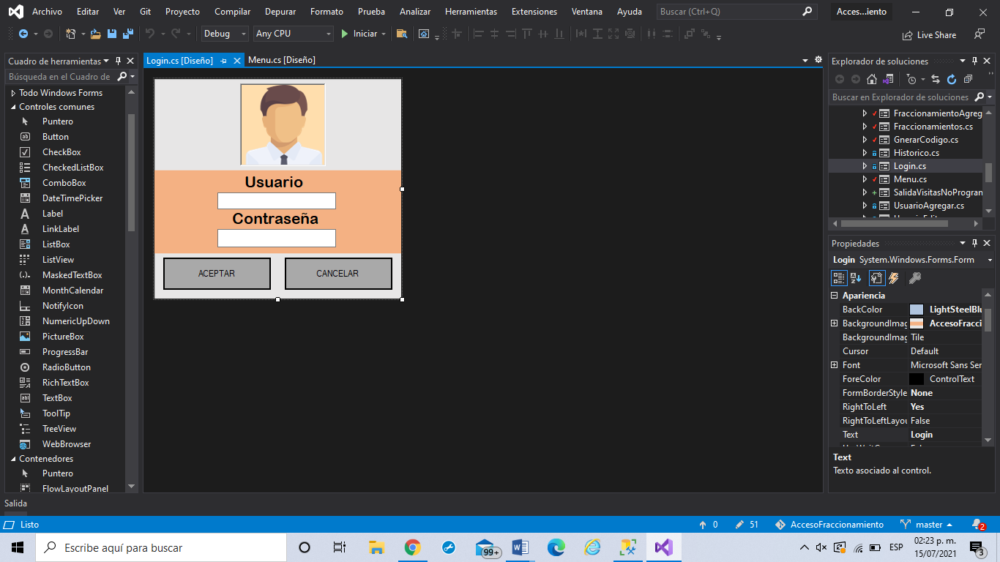 Archivo Editar Ver Git Proyecto Compilar Depurar Formato Prueba Analizar Herramientas Extensiones Ventana Ayuda Buscar (Ctrl+Q) Acces...iento
Debug Any CPU Iniciar Live Share
Cuadro de herramientas
Búsqueda en el Cuadro de
Todo Windows Forms
Controles comunes
Puntero
Button
CheckBox
CheckedListBox
ComboBox
DateTimePicker
Label
LinkLabel
ListBox
ListView
MaskedTextBox
MonthCalendar
NotifyIcon
NumericUpDown
PictureBox
ProgressBar
RadioButton
RichTextBox
TextBox
ToolTip
TreeView
WebBrowser
Contenedores
Puntero
FlowLayoutPanel
Login.cs [Diseño] Menu.cs [Diseño]
Usuario
Contraseña
ACEPTAR CANCELAR
Explorador de soluciones
Buscar en Explorador de soluciones
FraccionamientoAgreg
Fraccionamientos.cs
GnerarCodigo.cs
Historico.cs
Login.cs
Menu.cs
SalidaVisitasNoProgran
UsuarioAgregar.cs
Propiedades
Login System.Windows.Forms.Form
Apariencia
BackColor LightSteelBlu
BackgroundImag AccesoFracci
BackgroundImag Tile
Cursor Default
Font Microsoft Sans Ser
ForeColor ControlText
FormBorderStyle None
RightToLeft Yes
RightToLeftLayou False
Text Login
Text
Texto asociado al control.
Salida
Listo 0 51 AccesoFraccionamiento master 2
Escribe aquí para buscar 99+ ESP 02:23 p. m.
15/07/2021 3